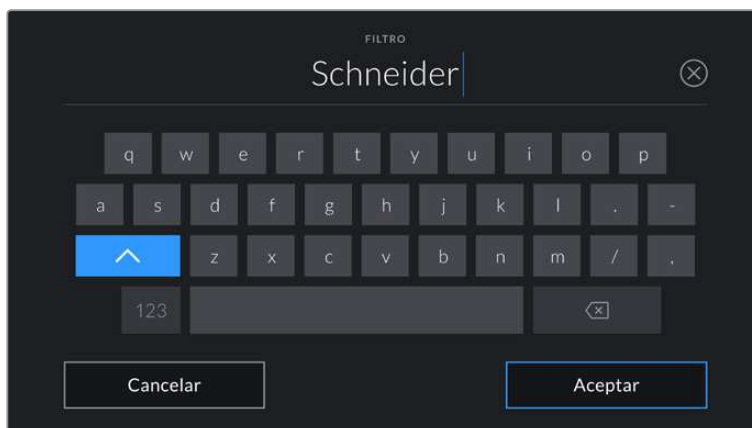 FILTRO
Schneider
q w e r t y u i o p
a s d f g h j k l . -
z x c v b n m / ,
123
Cancelar Aceptar